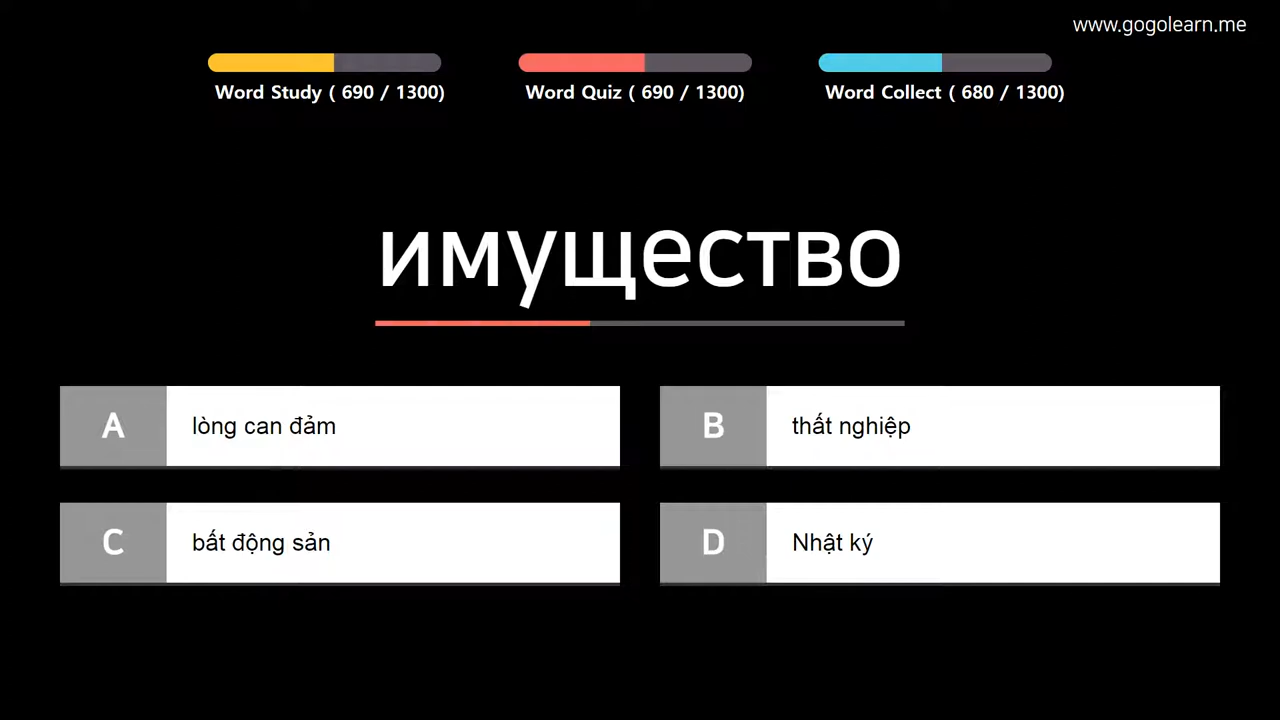 www.gogolearn.me
Word Study ( 690 / 1300)
Word Quiz ( 690 / 1300)
Word Collect ( 680 / 1300)
имущество
A lòng can đảm
B thất nghiệp
C bất động sản
D Nhật ký